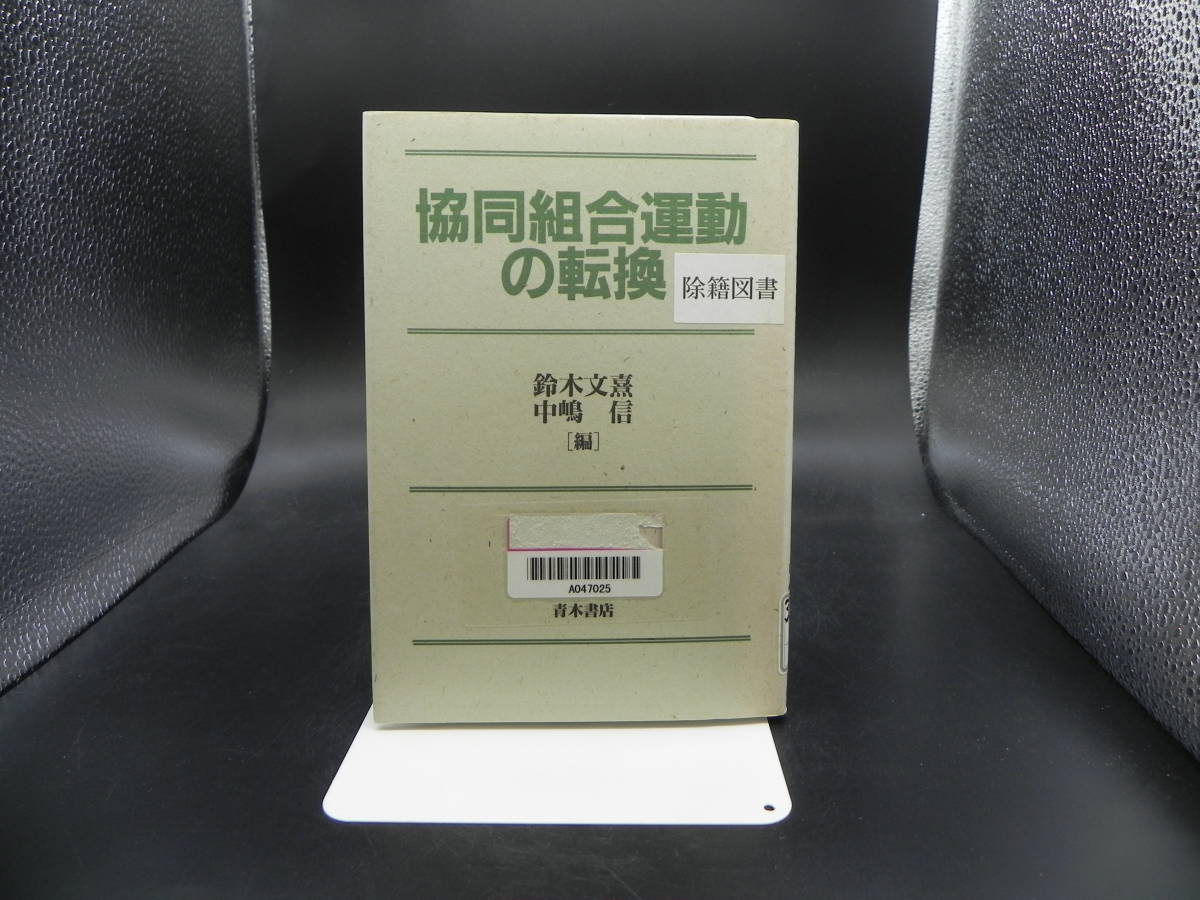 協同組合運動
の転換
除籍図書
鈴木文熹
中嶋 信
[編]
A047025
青木書店